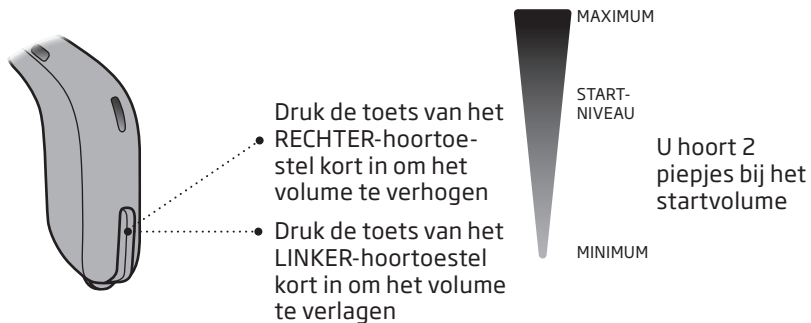 Druk de toets van het
RECHTER-hoortoe-
stel kort in om het
volume te verhogen
Druk de toets van het
LINKER-hoortoestel
kort in om het volume
te verlagen
MAXIMUM
START-
NIVEAU
MINIMUM
U hoort 2
piepjes bij het
startvolume